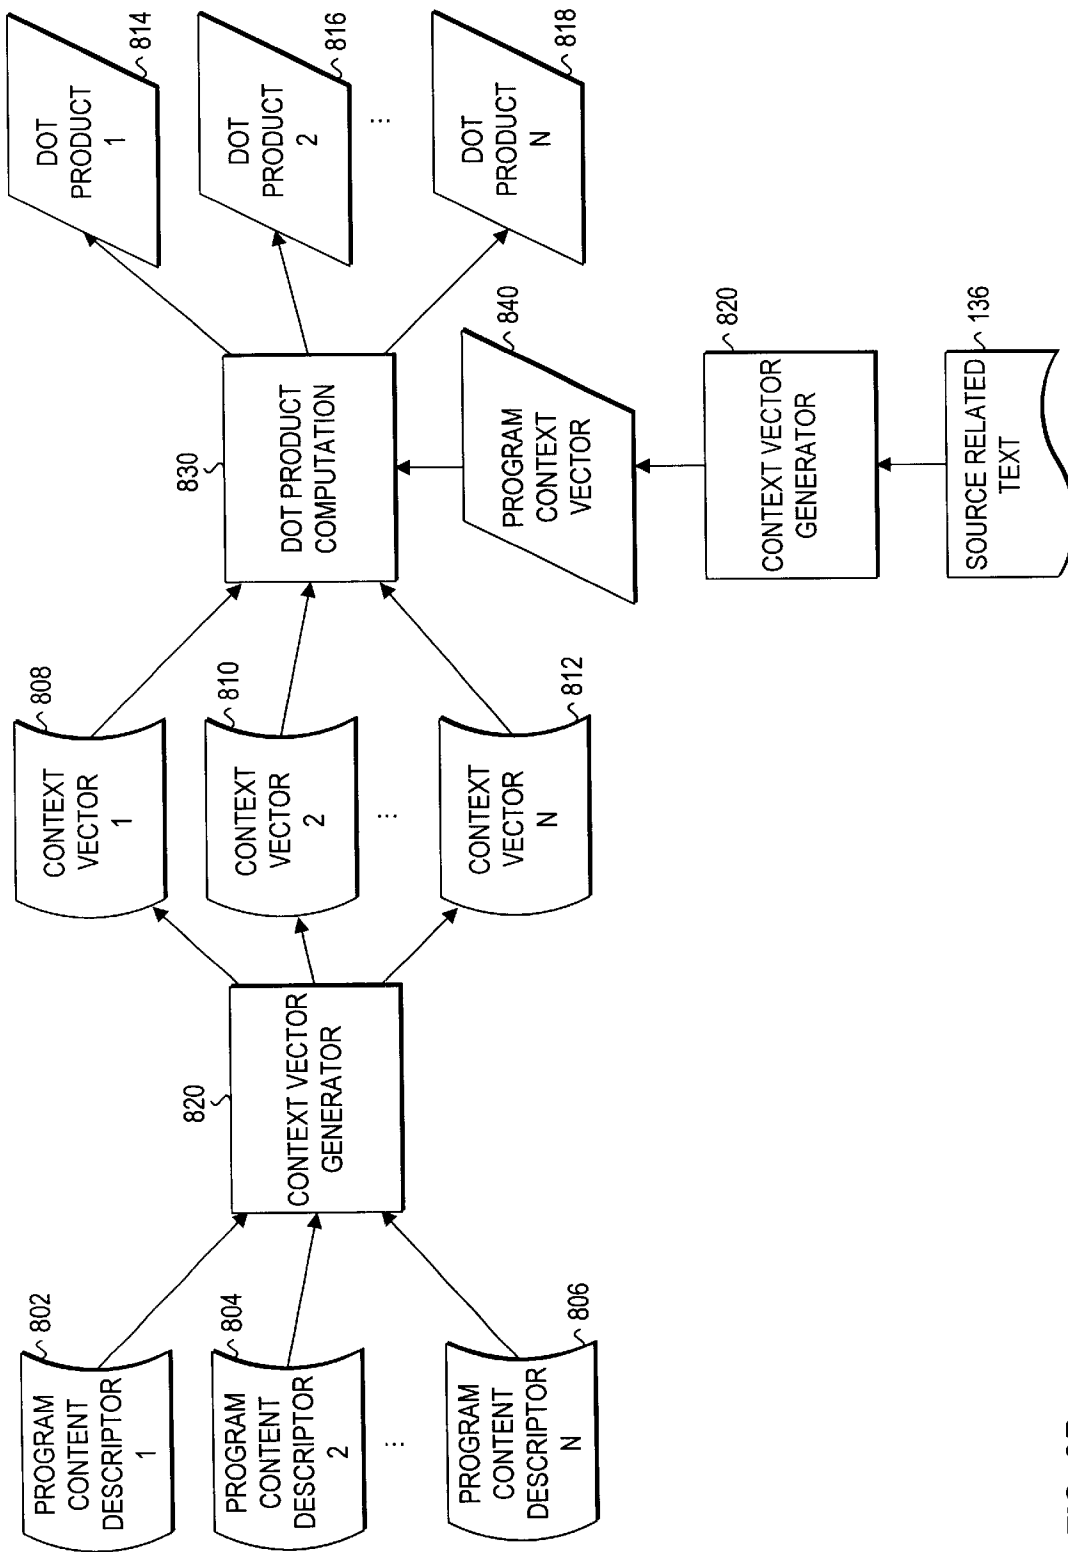 802
PROGRAM
CONTENT
DESCRIPTOR
1
804
PROGRAM
CONTENT
DESCRIPTOR
2
...
806
PROGRAM
CONTENT
DESCRIPTOR
N
820
CONTEXT VECTOR
GENERATOR
808
CONTEXT
VECTOR
1
810
CONTEXT
VECTOR
2
...
812
CONTEXT
VECTOR
N
830
DOT PRODUCT
COMPUTATION
814
DOT
PRODUCT
1
816
DOT
PRODUCT
2
...
818
DOT
PRODUCT
N
840
PROGRAM
CONTEXT
VECTOR
820
CONTEXT VECTOR
GENERATOR
136
SOURCE RELATED
TEXT
FIG.